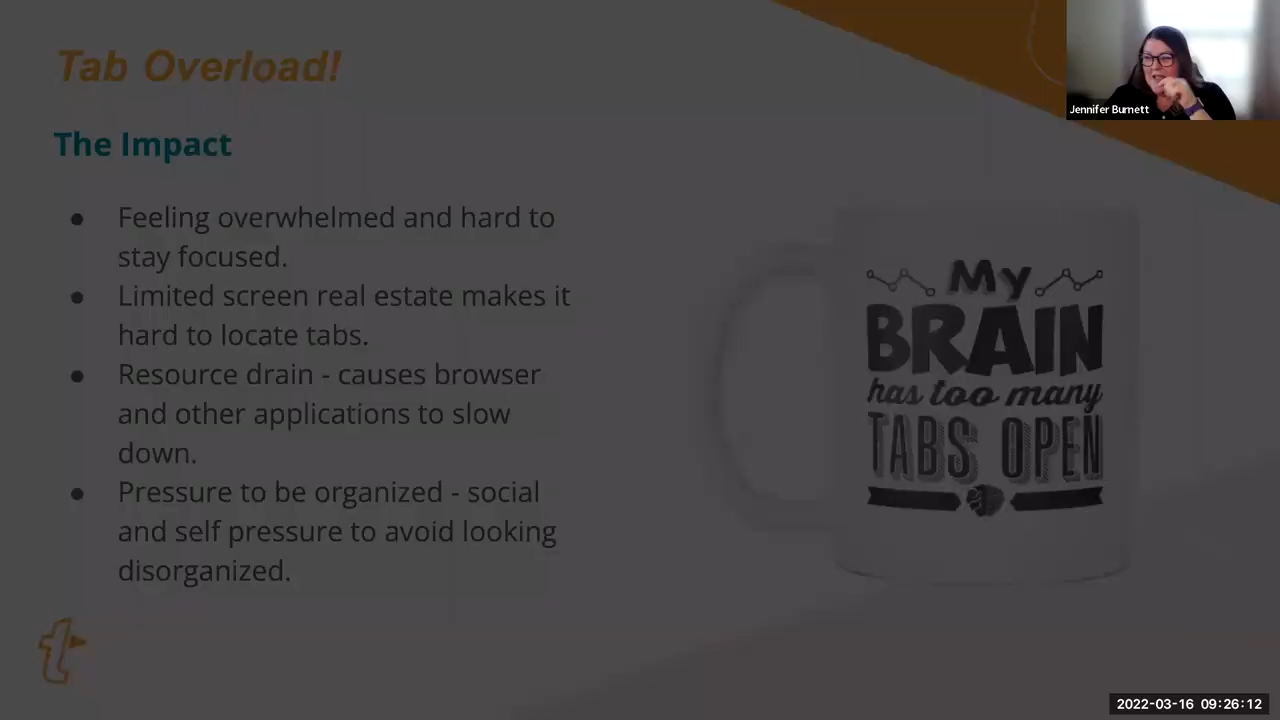 Tab Overload!
Jennifer Burnett
The Impact
● Feeling overwhelmed and hard to
stay focused.
● Limited screen real estate makes it
hard to locate tabs.
● Resource drain - causes browser
and other applications to slow
down.
● Pressure to be organized - social
and self pressure to avoid looking
disorganized.
My
BRAIN
has too many
TABS OPEN
t
2022-03-16 09:26:12